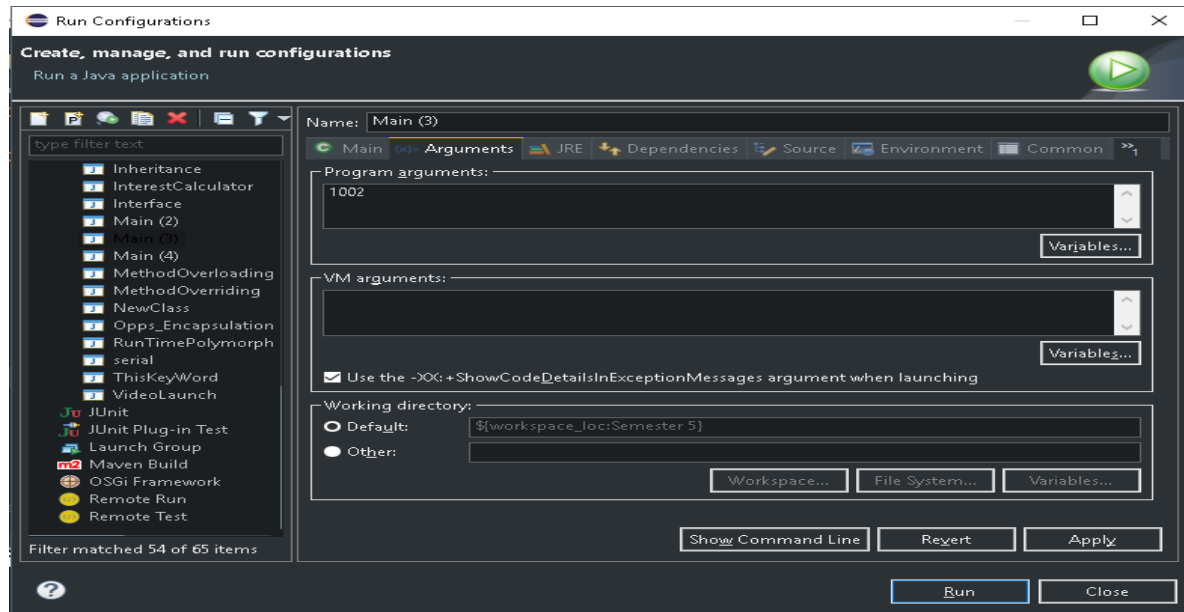 Run Configurations
Create, manage, and run configurations
Run a Java application
type filter text
Inheritance
InterestCalculator
Interface
Main (2)
Main (3)
Main (4)
MethodOverloading
MethodOverriding
NewClass
Opps_Encapsulation
RunTimePolymorph
serial
ThisKeyWord
VideoLaunch
JUnit
JUnit Plug-in Test
Launch Group
m2 Maven Build
OSGi Framework
Remote Run
Remote Test
Filter matched 54 of 65 items
Name: Main (3)
Main (x)= Arguments JRE Dependencies Source Environment Common »1
Program arguments:
1002
Variables...
VM arguments:
Variables...
Use the -XX:+ShowCodeDetailsInExceptionMessages argument when launching
Working directory:
Default: ${workspace_loc:Semester 5}
Other:
Workspace... File System... Variables...
Show Command Line Revert Apply
Run Close